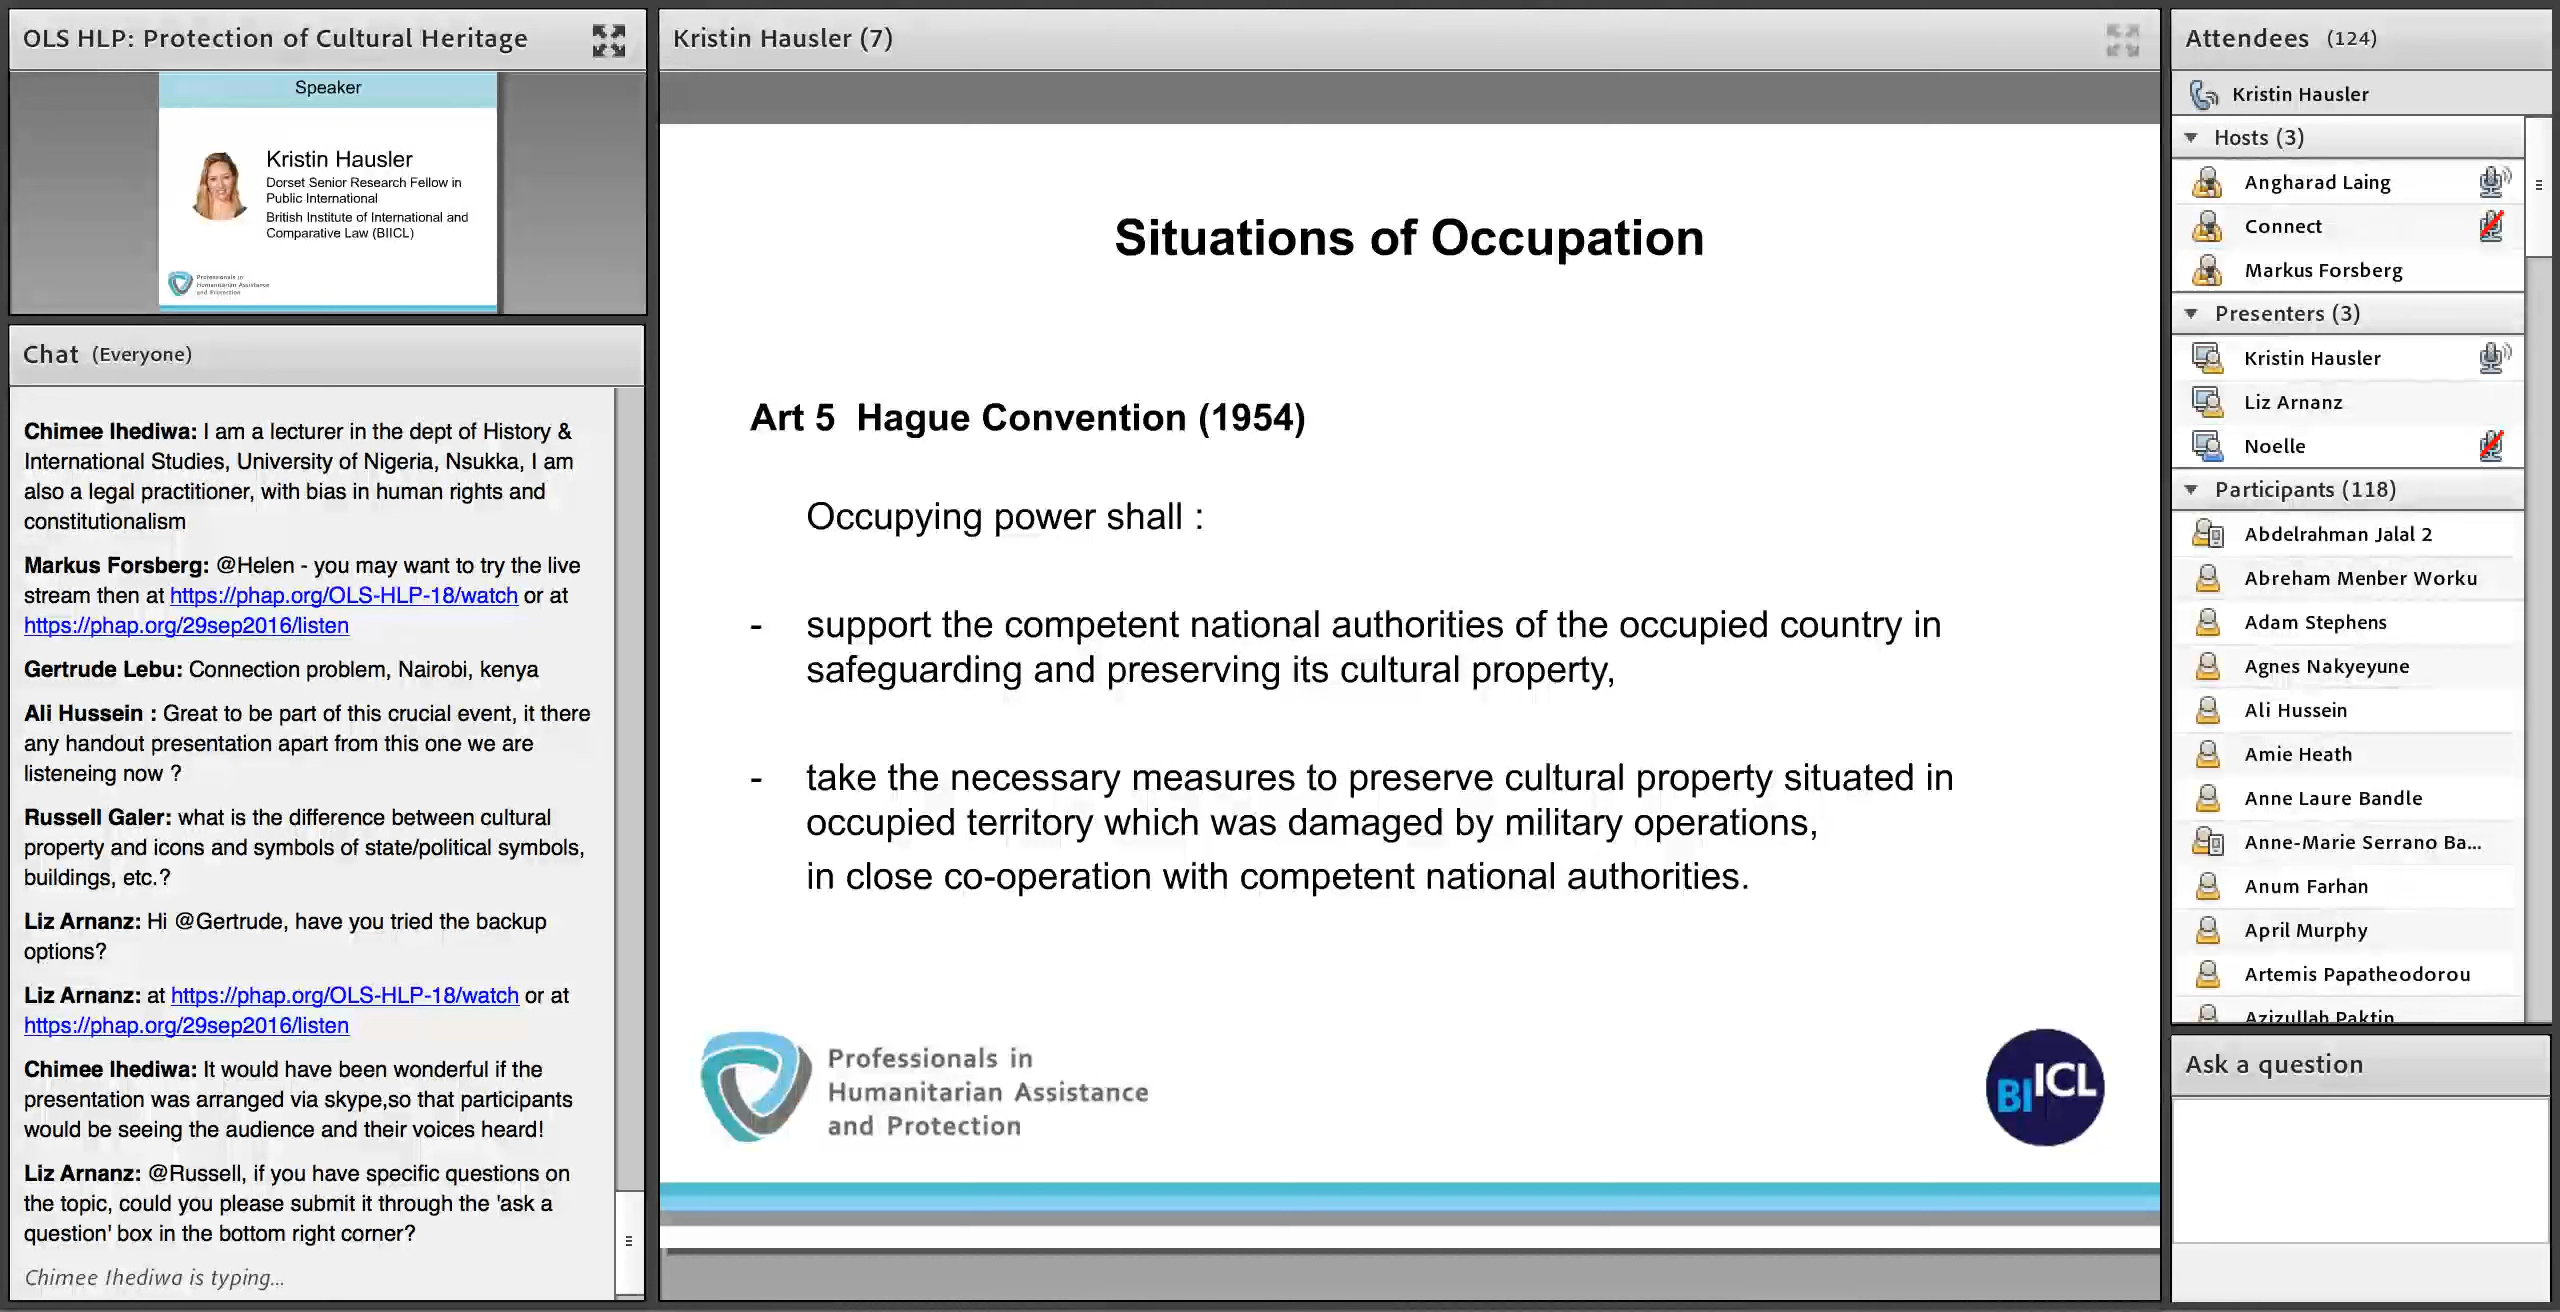 OLS HLP: Protection of Cultural Heritage
Speaker
Kristin Hausler
Dorset Senior Research Fellow in
Public International
British Institute of International and
Comparative Law (BIICL)
Professionals in
Humanitarian Assistance
and Protection
Chat (Everyone)
Chimee Ihediwa: I am a lecturer in the dept of History &
International Studies, University of Nigeria, Nsukka, I am
also a legal practitioner, with bias in human rights and
constitutionalism
Markus Forsberg: @Helen - you may want to try the live
stream then at https://phap.org/OLS-HLP-18/watch or at
https://phap.org/29sep2016/listen
Gertrude Lebu: Connection problem, Nairobi, kenya
Ali Hussein : Great to be part of this crucial event, it there
any handout presentation apart from this one we are
listeneing now ?
Russell Galer: what is the difference between cultural
property and icons and symbols of state/political symbols,
buildings, etc.?
Liz Arnanz: Hi @Gertrude, have you tried the backup
options?
Liz Arnanz: at https://phap.org/OLS-HLP-18/watch or at
https://phap.org/29sep2016/listen
Chimee Ihediwa: It would have been wonderful if the
presentation was arranged via skype,so that participants
would be seeing the audience and their voices heard!
Liz Arnanz: @Russell, if you have specific questions on
the topic, could you please submit it through the 'ask a
question' box in the bottom right corner?
Chimee Ihediwa is typing...
Kristin Hausler (7)
Situations of Occupation
Art 5 Hague Convention (1954)
Occupying power shall :
- support the competent national authorities of the occupied country in
safeguarding and preserving its cultural property,
- take the necessary measures to preserve cultural property situated in
occupied territory which was damaged by military operations,
in close co-operation with competent national authorities.
Professionals in
Humanitarian Assistance
and Protection
BIICL
Attendees (124)
Kristin Hausler
Hosts (3)
Angharad Laing
Connect
Markus Forsberg
Presenters (3)
Kristin Hausler
Liz Arnanz
Noelle
Participants (118)
Abdelrahman Jalal 2
Abreham Menber Worku
Adam Stephens
Agnes Nakyeyune
Ali Hussein
Amie Heath
Anne Laure Bandle
Anne-Marie Serrano Ba...
Anum Farhan
April Murphy
Artemis Papatheodorou
Azizullah Paktin
Ask a question